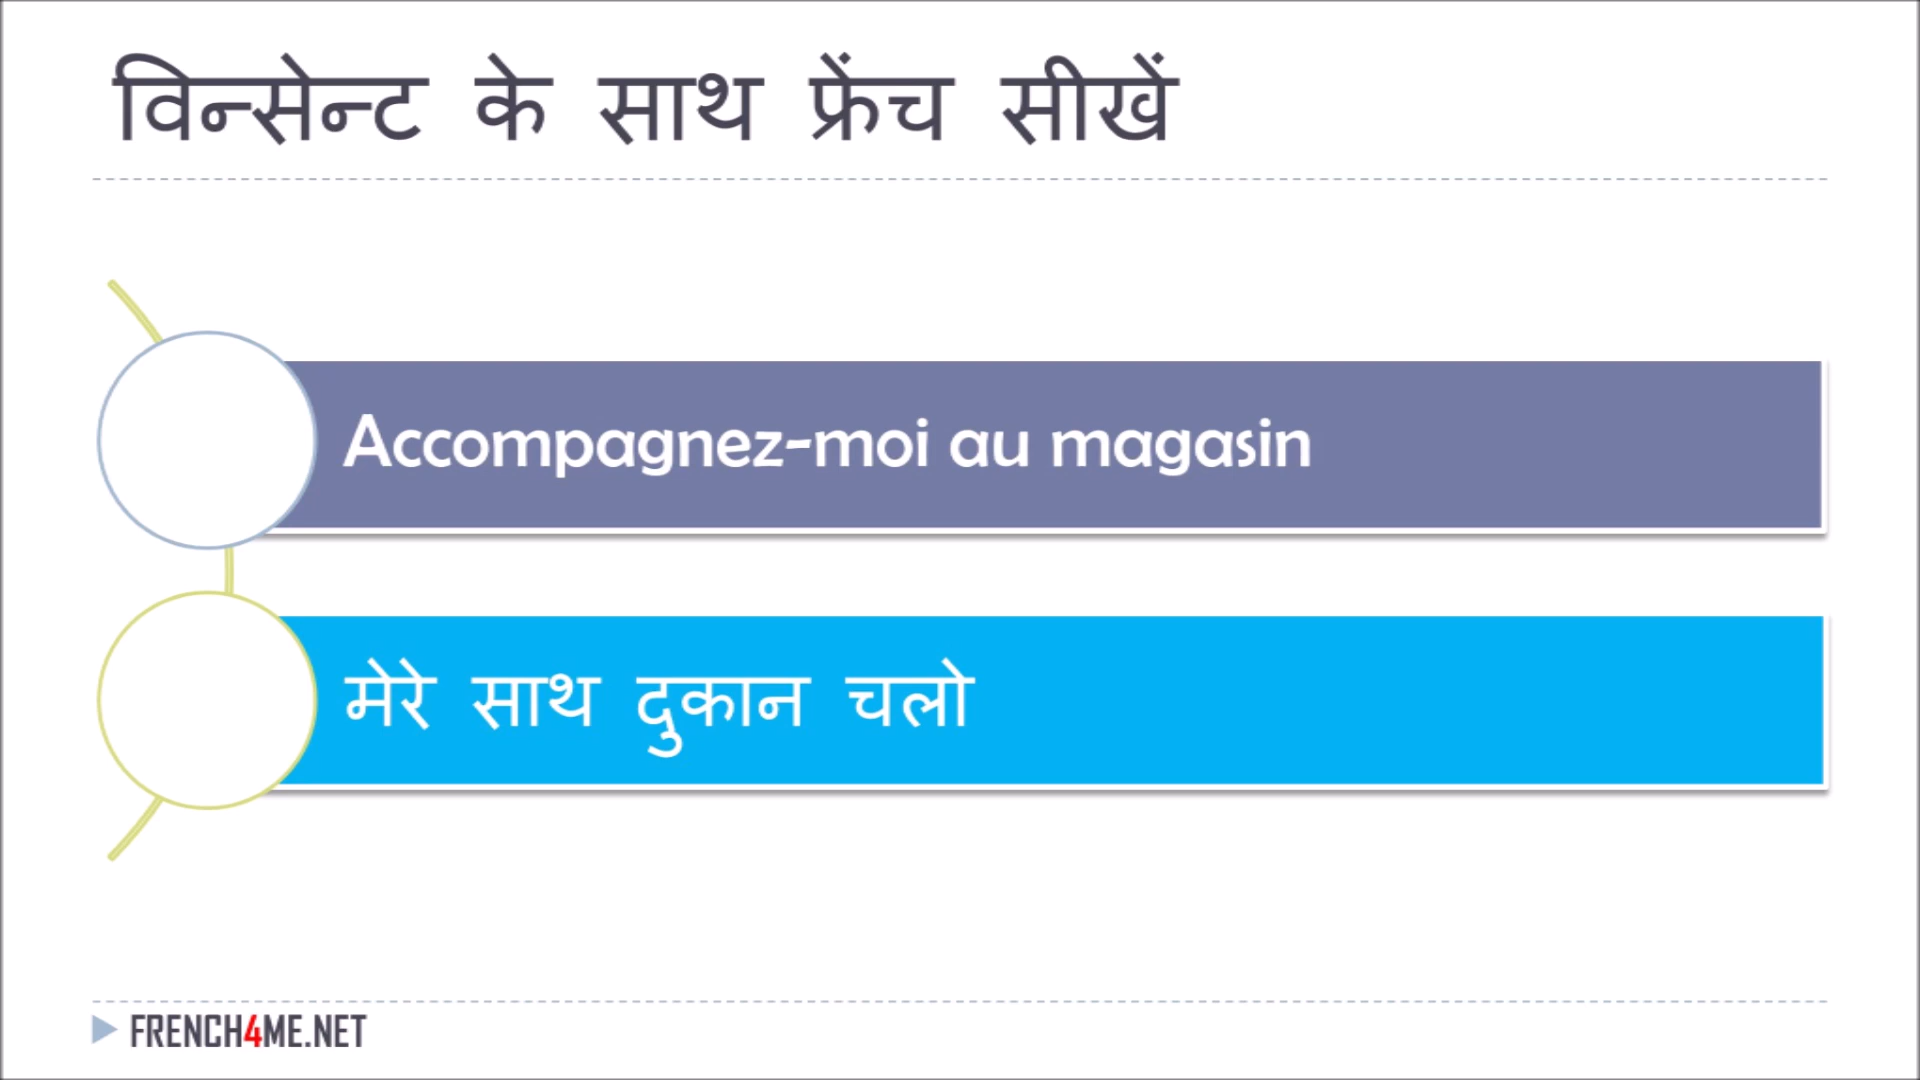 विन्सेन्ट के साथ फ्रेंच सीखें
Accompagnez-moi au magasin
मेरे साथ दुकान चलो
FRENCH4ME.NET